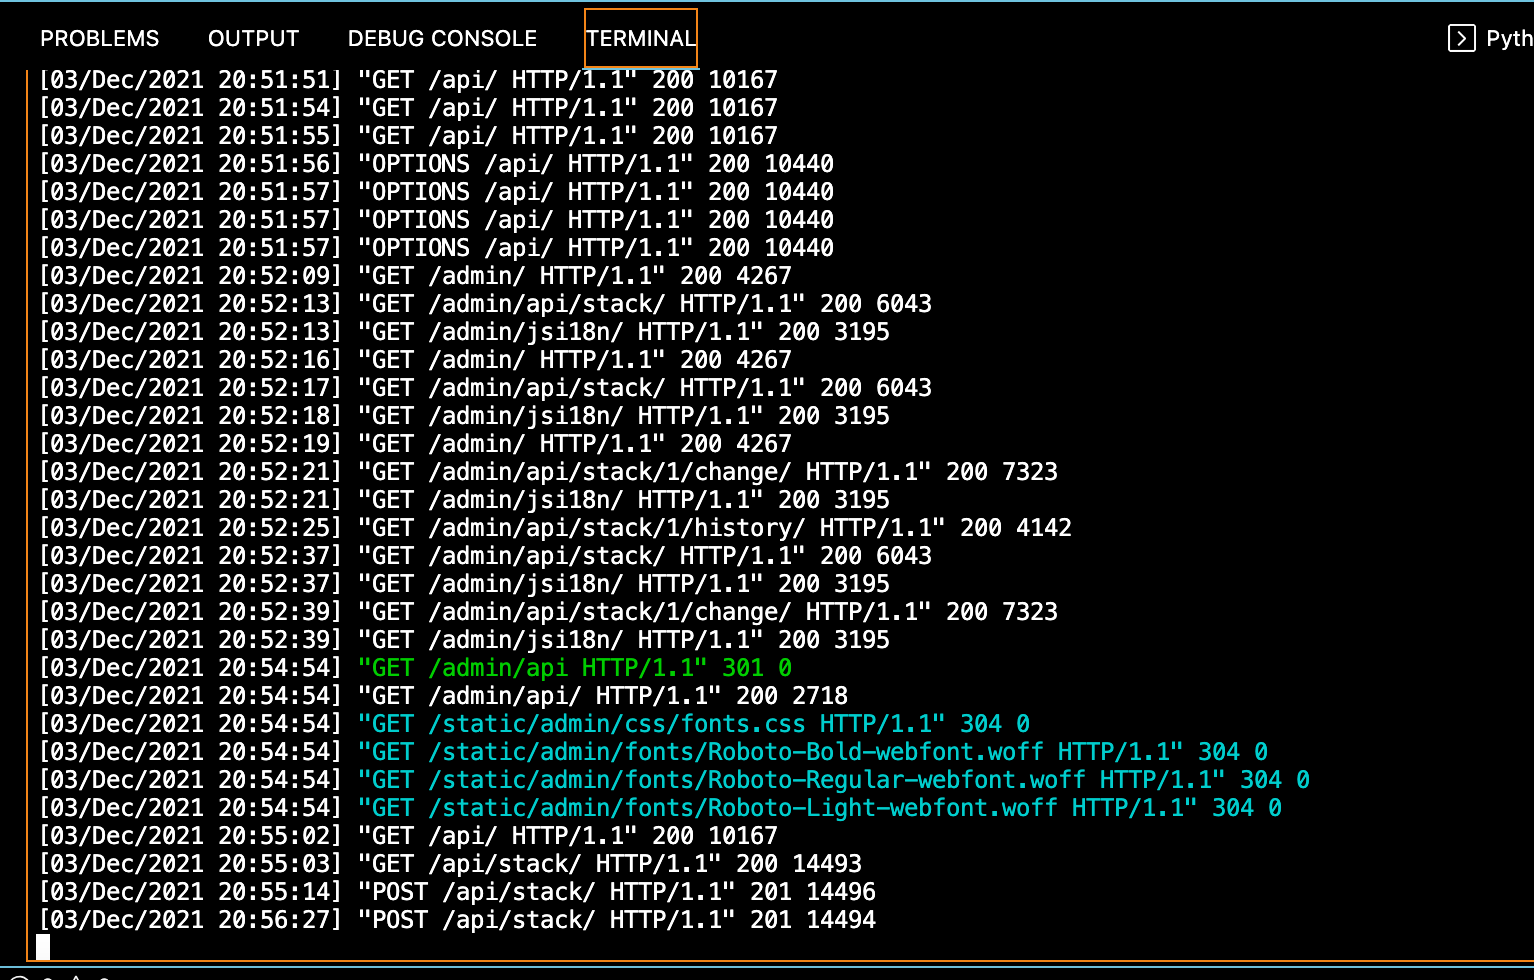 PROBLEMS OUTPUT DEBUG CONSOLE TERMINAL Pyth
[03/Dec/2021 20:51:51] "GET /api/ HTTP/1.1" 200 10167
[03/Dec/2021 20:51:54] "GET /api/ HTTP/1.1" 200 10167
[03/Dec/2021 20:51:55] "GET /api/ HTTP/1.1" 200 10167
[03/Dec/2021 20:51:56] "OPTIONS /api/ HTTP/1.1" 200 10440
[03/Dec/2021 20:51:57] "OPTIONS /api/ HTTP/1.1" 200 10440
[03/Dec/2021 20:51:57] "OPTIONS /api/ HTTP/1.1" 200 10440
[03/Dec/2021 20:51:57] "OPTIONS /api/ HTTP/1.1" 200 10440
[03/Dec/2021 20:52:09] "GET /admin/ HTTP/1.1" 200 4267
[03/Dec/2021 20:52:13] "GET /admin/api/stack/ HTTP/1.1" 200 6043
[03/Dec/2021 20:52:13] "GET /admin/jsi18n/ HTTP/1.1" 200 3195
[03/Dec/2021 20:52:16] "GET /admin/ HTTP/1.1" 200 4267
[03/Dec/2021 20:52:17] "GET /admin/api/stack/ HTTP/1.1" 200 6043
[03/Dec/2021 20:52:18] "GET /admin/jsi18n/ HTTP/1.1" 200 3195
[03/Dec/2021 20:52:19] "GET /admin/ HTTP/1.1" 200 4267
[03/Dec/2021 20:52:21] "GET /admin/api/stack/1/change/ HTTP/1.1" 200 7323
[03/Dec/2021 20:52:21] "GET /admin/jsi18n/ HTTP/1.1" 200 3195
[03/Dec/2021 20:52:25] "GET /admin/api/stack/1/history/ HTTP/1.1" 200 4142
[03/Dec/2021 20:52:37] "GET /admin/api/stack/ HTTP/1.1" 200 6043
[03/Dec/2021 20:52:37] "GET /admin/jsi18n/ HTTP/1.1" 200 3195
[03/Dec/2021 20:52:39] "GET /admin/api/stack/1/change/ HTTP/1.1" 200 7323
[03/Dec/2021 20:52:39] "GET /admin/jsi18n/ HTTP/1.1" 200 3195
[03/Dec/2021 20:54:54] "GET /admin/api HTTP/1.1" 301 0
[03/Dec/2021 20:54:54] "GET /admin/api/ HTTP/1.1" 200 2718
[03/Dec/2021 20:54:54] "GET /static/admin/css/fonts.css HTTP/1.1" 304 0
[03/Dec/2021 20:54:54] "GET /static/admin/fonts/Roboto-Bold-webfont.woff HTTP/1.1" 304 0
[03/Dec/2021 20:54:54] "GET /static/admin/fonts/Roboto-Regular-webfont.woff HTTP/1.1" 304 0
[03/Dec/2021 20:54:54] "GET /static/admin/fonts/Roboto-Light-webfont.woff HTTP/1.1" 304 0
[03/Dec/2021 20:55:02] "GET /api/ HTTP/1.1" 200 10167
[03/Dec/2021 20:55:03] "GET /api/stack/ HTTP/1.1" 200 14493
[03/Dec/2021 20:55:14] "POST /api/stack/ HTTP/1.1" 201 14496
[03/Dec/2021 20:56:27] "POST /api/stack/ HTTP/1.1" 201 14494